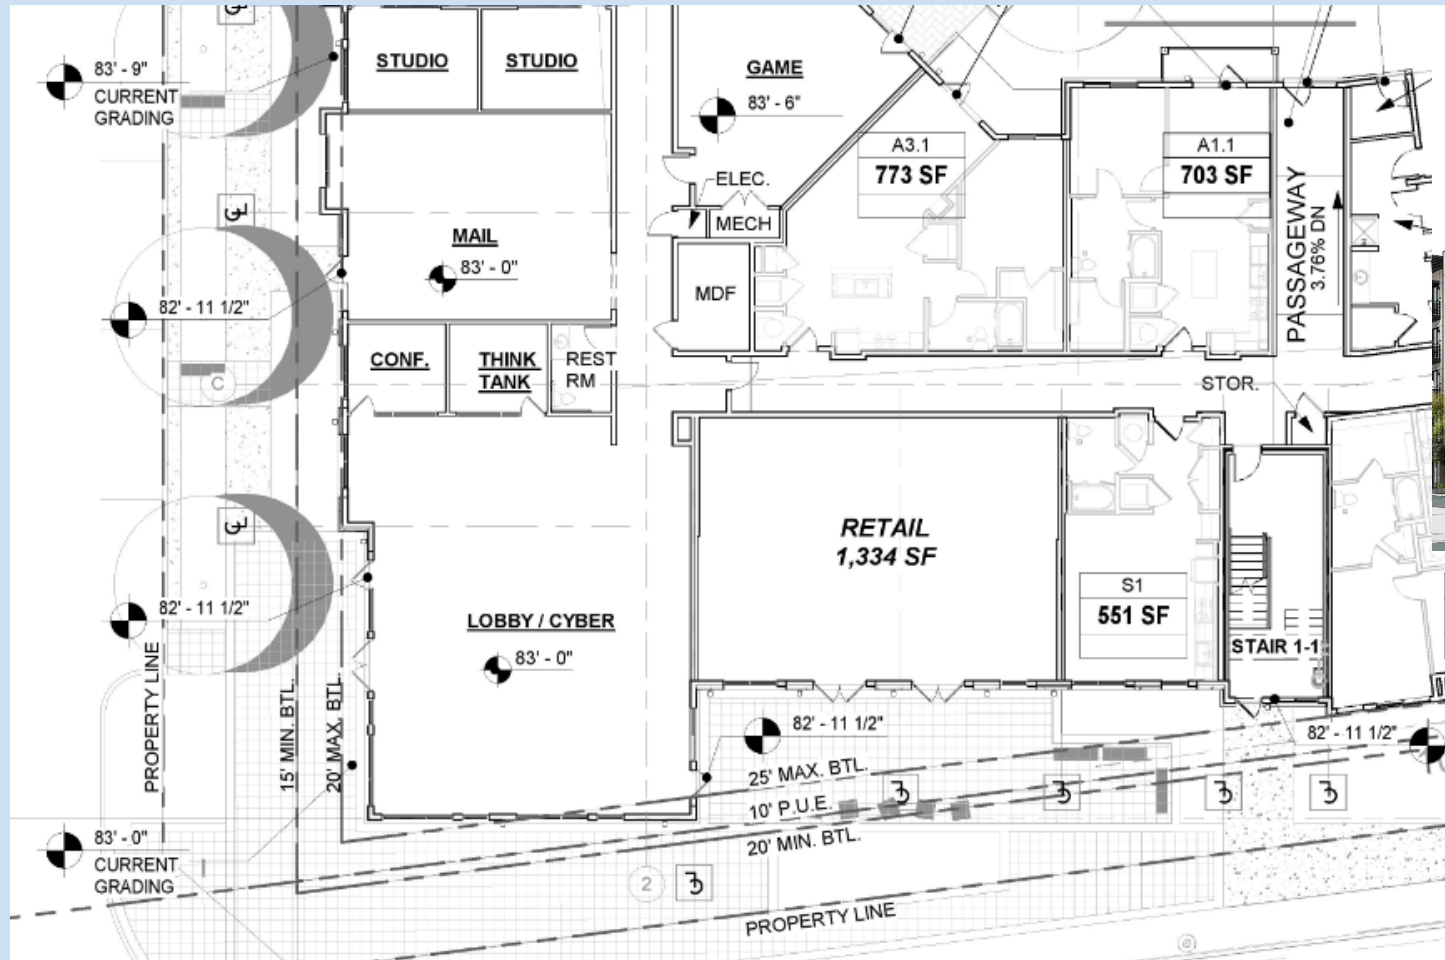 STUDIO
STUDIO
GAME
83' - 6"
83' - 9"
CURRENT
GRADING
A3.1
773 SF
A1.1
703 SF
ELEC.
MECH
PASSAGEWAY
3.76% DN
MAIL
83' - 0"
MDF
82' - 11 1/2"
CONF.
THINK
TANK
REST
RM
C
STOR.
RETAIL
1,334 SF
S1
551 SF
82' - 11 1/2"
LOBBY / CYBER
83' - 0"
STAIR 1-1
PROPERTY LINE
15' MIN. BTL.
20' MAX. BTL.
82' - 11 1/2"
82' - 11 1/2"
25' MAX. BTL.
10' P.U.E.
20' MIN. BTL.
83' - 0"
CURRENT
GRADING
2
PROPERTY LINE